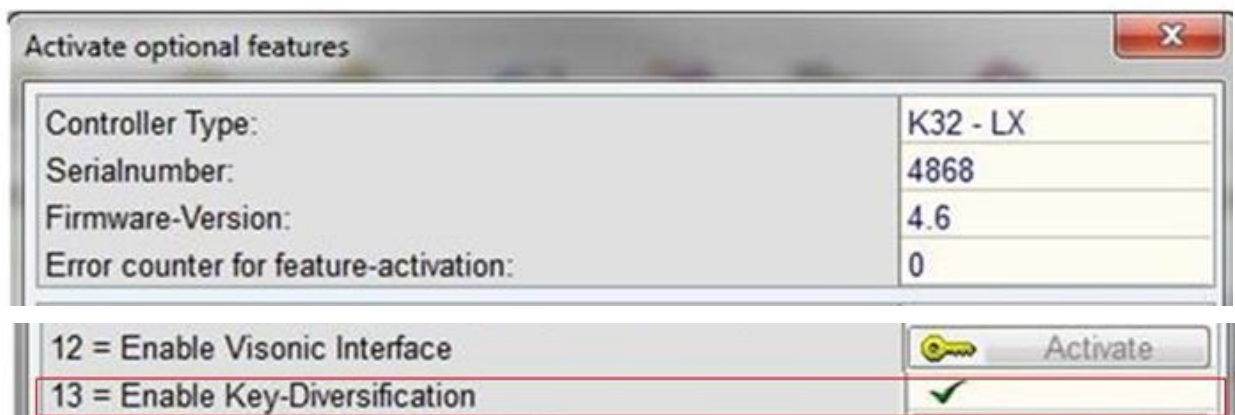 Activate optional features
Controller Type: K32 - LX
Serialnumber: 4868
Firmware-Version: 4.6
Error counter for feature-activation: 0
12 = Enable Visonic Interface Activate
13 = Enable Key-Diversification